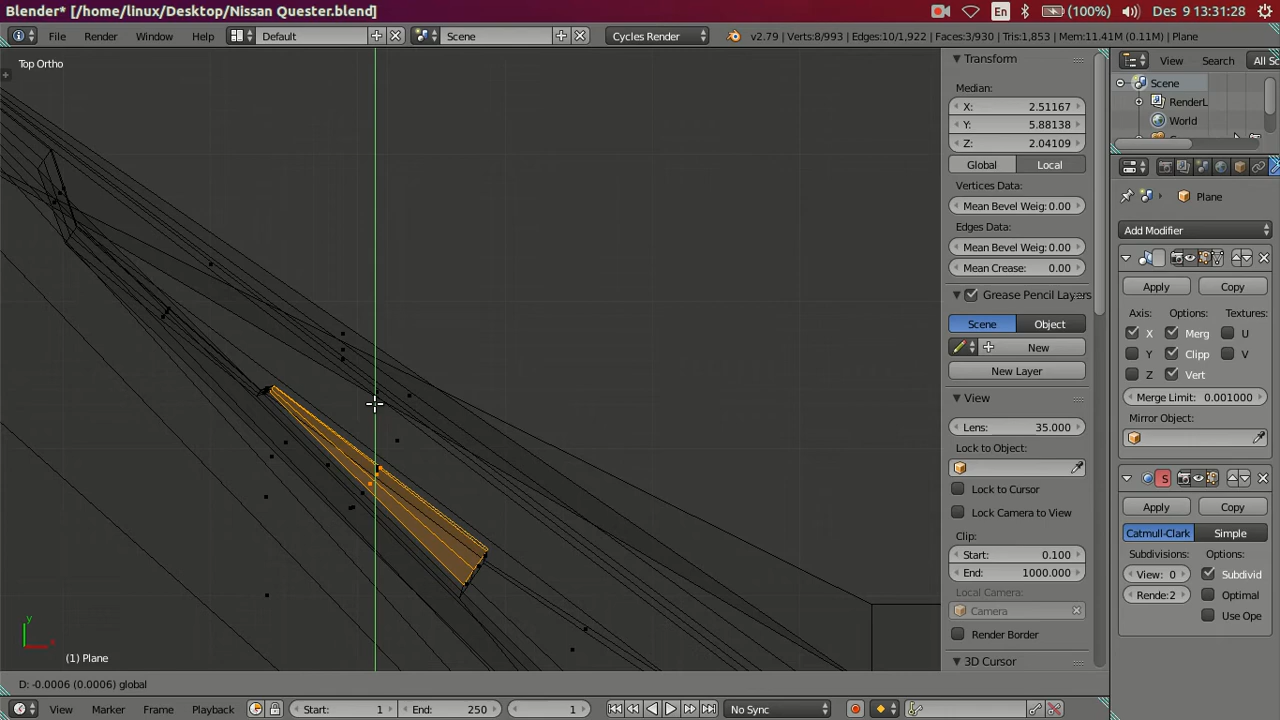 Blender* [/home/linux/Desktop/Nissan Quester.blend]
En (100%) Des 9 13:31:28
File Render Window Help Default Scene Cycles Render v2.79 | Verts:8/993 | Edges:10/1,922 | Faces:3/930 | Tris:1,853 | Mem:11.41M (0.11M) | Plane
Top Ortho
Transform
Median:
X: 2.51167
Y: 5.88138
Z: 2.04109
Global Local
Vertices Data:
Mean Bevel Weig: 0.00
Edges Data:
Mean Bevel Weig: 0.00
Mean Crease: 0.00
Grease Pencil Layers
Scene Object
New
New Layer
View
Lens: 35.000
Lock to Object:
Lock to Cursor
Lock Camera to View
Clip:
Start: 0.100
End: 1000.000
Local Camera:
Camera
Render Border
3D Cursor
View Search All Sc
Scene
RenderL
World
Plane
Add Modifier
Apply Copy
Axis: Options: Textures:
X Merg U
Y Clipp V
Z Vert
Merge Limit: 0.001000
Mirror Object:
S
Apply Copy
Catmull-Clark Simple
Subdivisions: Options:
View: 0 Subdivid
Rende: 2 Optimal
Use Ope
y
x
(1) Plane
D: -0.0006 (0.0006) global
View Marker Frame Playback Start: 1 End: 250 1 No Sync